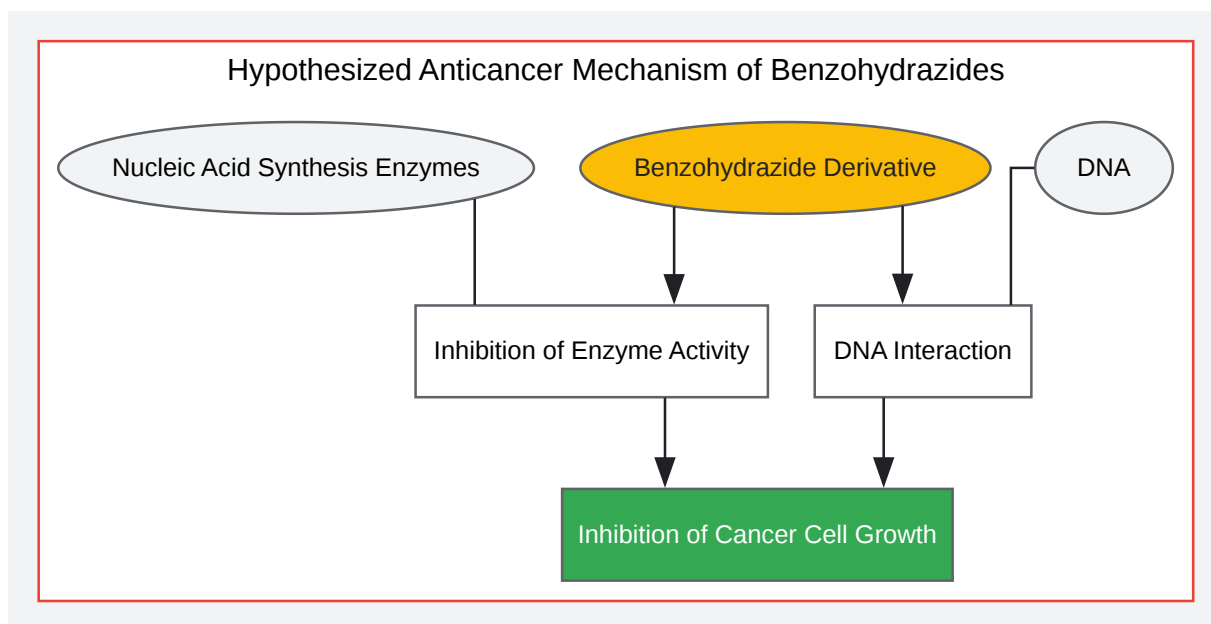 Hypothesized Anticancer Mechanism of Benzohydrazides
Nucleic Acid Synthesis Enzymes
Benzohydrazide Derivative
DNA
Inhibition of Enzyme Activity
DNA Interaction
Inhibition of Cancer Cell Growth